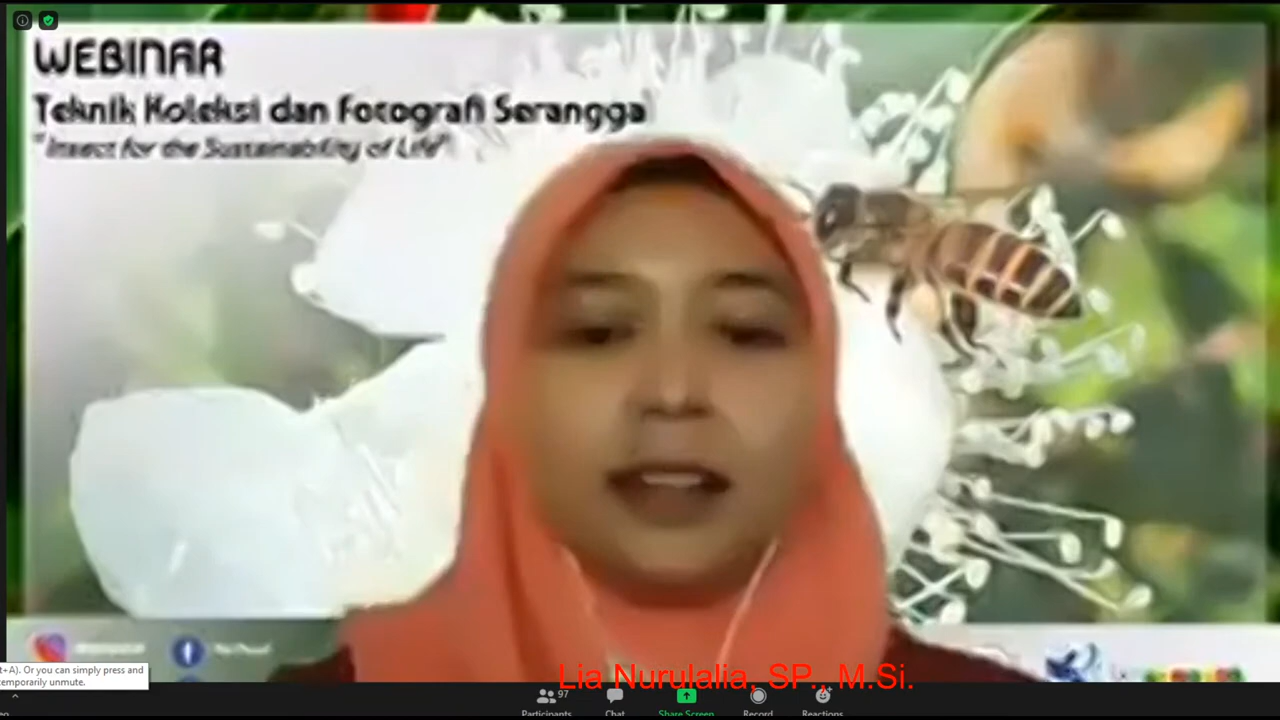 WEBINAR
Teknik Koleksi dan Fotografi Serangga
"Insect for the Sustainability of Life"
t+A). Or you can simply press and
temporarily unmute.
Lia Nurulalia, SP., M.Si.
97
Participants
Chat
Share Screen
Record
Reactions